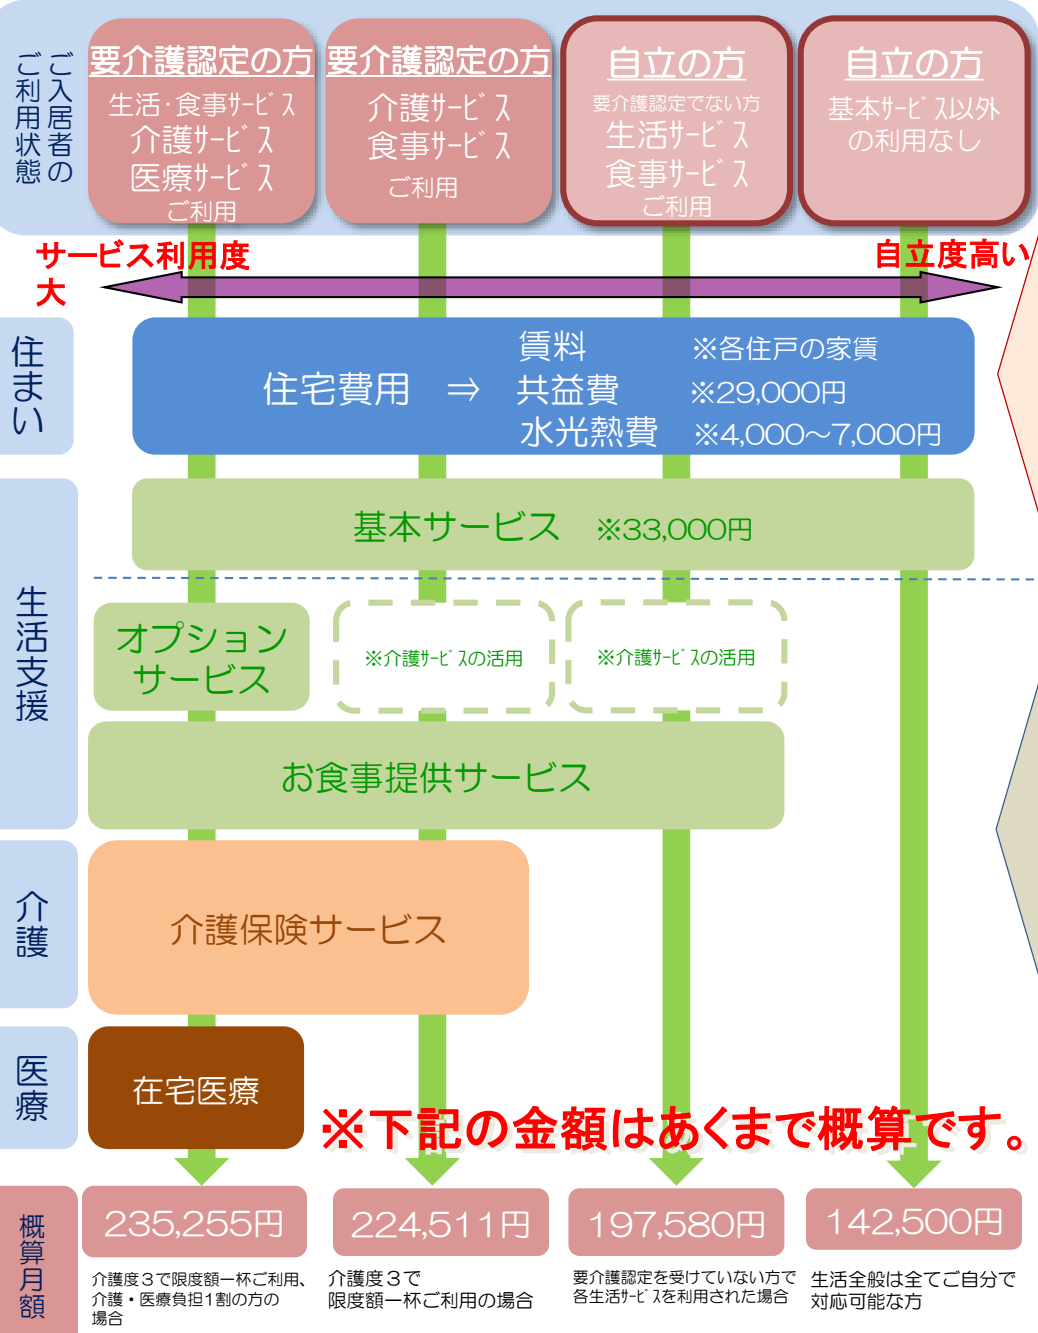 ご入居者の
ご利用状態
要介護認定の方
生活・食事ｻｰﾋﾞｽ
介護ｻｰﾋﾞｽ
医療ｻｰﾋﾞｽ
ご利用
要介護認定の方
介護ｻｰﾋﾞｽ
食事ｻｰﾋﾞｽ
ご利用
自立の方
要介護認定てない方
生活ｻｰﾋﾞｽ
食事ｻｰﾋﾞｽ
ご利用
自立の方
基本ｻｰﾋﾞｽ以外
の利用なし
サービス利用度
大
自立度高い
住まい
住宅費用 ⇒
賃料 ※各住戸の家賃
共益費 ※29,000円
水光熱費 ※4,000～7,000円
生活支援
基本サービス ※33,000円
オプション
サービス
※介護ｻｰﾋﾞｽの活用
※介護ｻｰﾋﾞｽの活用
お食事提供サービス
介護
介護保険サービス
医療
在宅医療
※下記の金額はあくまで概算です。
概算月額
235,255円
介護度３で限度額一杯ご利用、
介護・医療負担1割の方の
場合
224,511円
介護度３で
限度額一杯ご利用の場合
197,580円
要介護認定を受けていない方で
各生活ｻｰﾋﾞｽを利用された場合
142,500円
生活全般は全てご自分で
対応可能な方